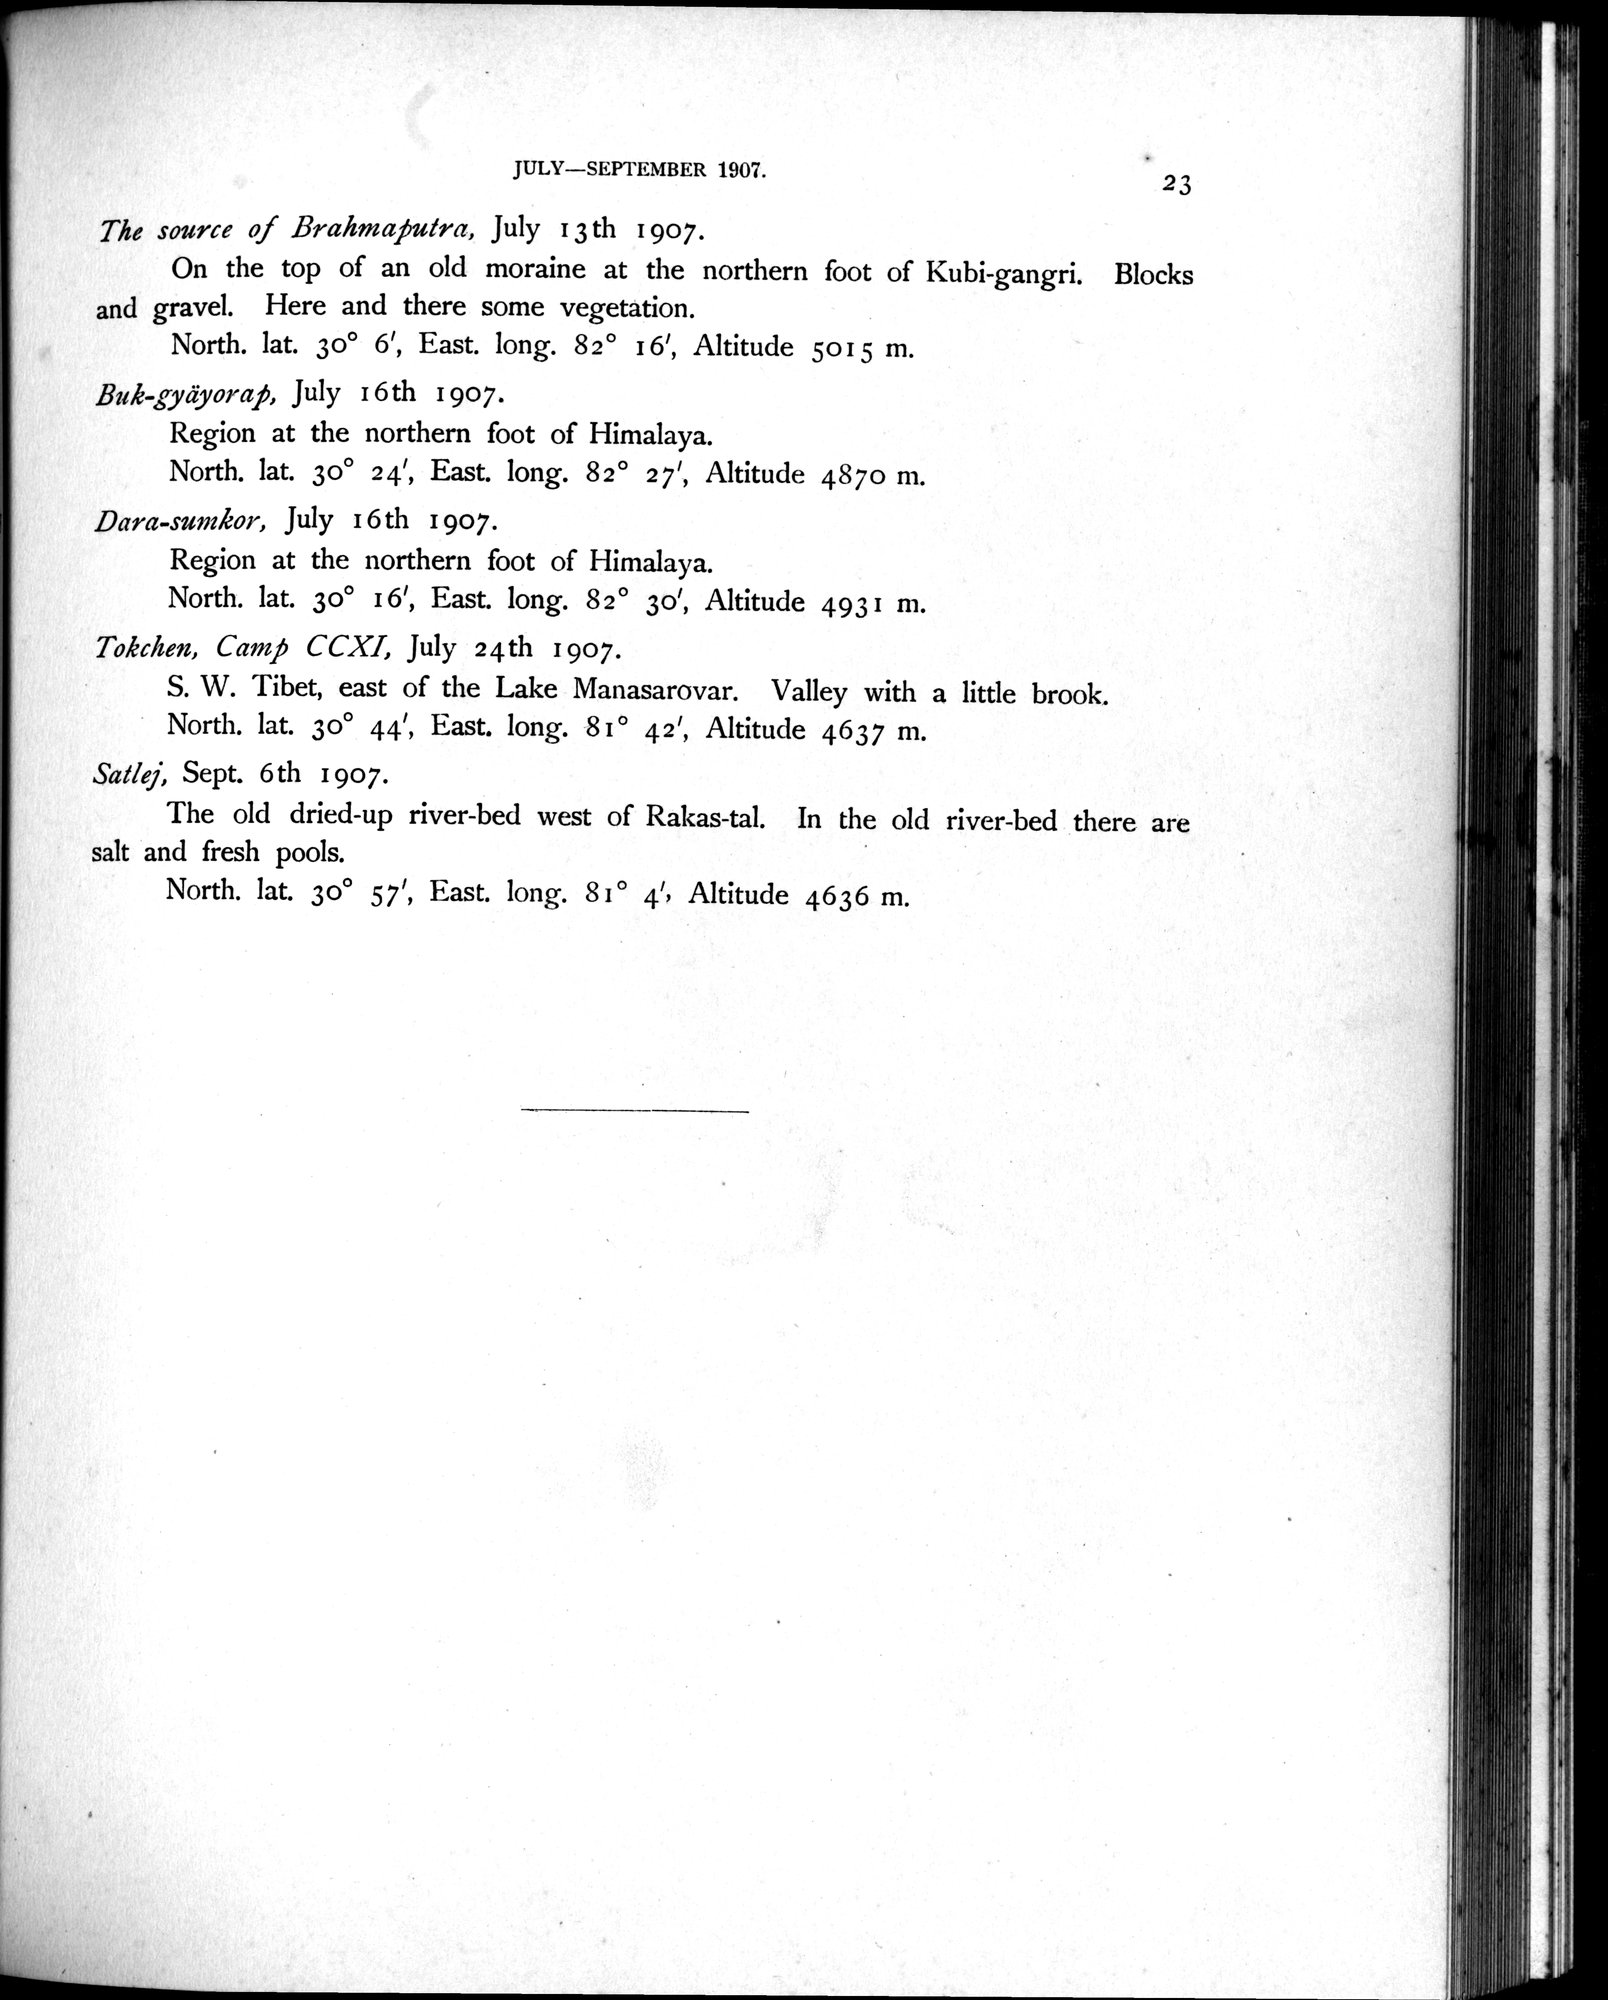 JULY—SEPTEMBER 1907.
23
The source of Brahmaputra, July 13th 1907.
On the top of an old moraine at the northern foot of Kubi-gangri. Blocks
and gravel. Here and there some vegetation.
North. lat. 30° 6′, East. long. 82° 16′, Altitude 5015 m.
Buk-gyäyorap, July 16th 1907.
Region at the northern foot of Himalaya.
North. lat. 30° 24′, East. long. 82° 27′, Altitude 4870 m.
Dara-sumkor, July 16th 1907.
Region at the northern foot of Himalaya.
North. lat. 30° 16′, East. long. 82° 30′, Altitude 4931 m.
Tokchen, Camp CCXI, July 24th 1907.
S. W. Tibet, east of the Lake Manasarovar. Valley with a little brook.
North. lat. 30° 44′, East. long. 81° 42′, Altitude 4637 m.
Satlej, Sept. 6th 1907.
The old dried-up river-bed west of Rakas-tal. In the old river-bed there are
salt and fresh pools.
North. lat. 30° 57′, East. long. 81° 4′, Altitude 4636 m.